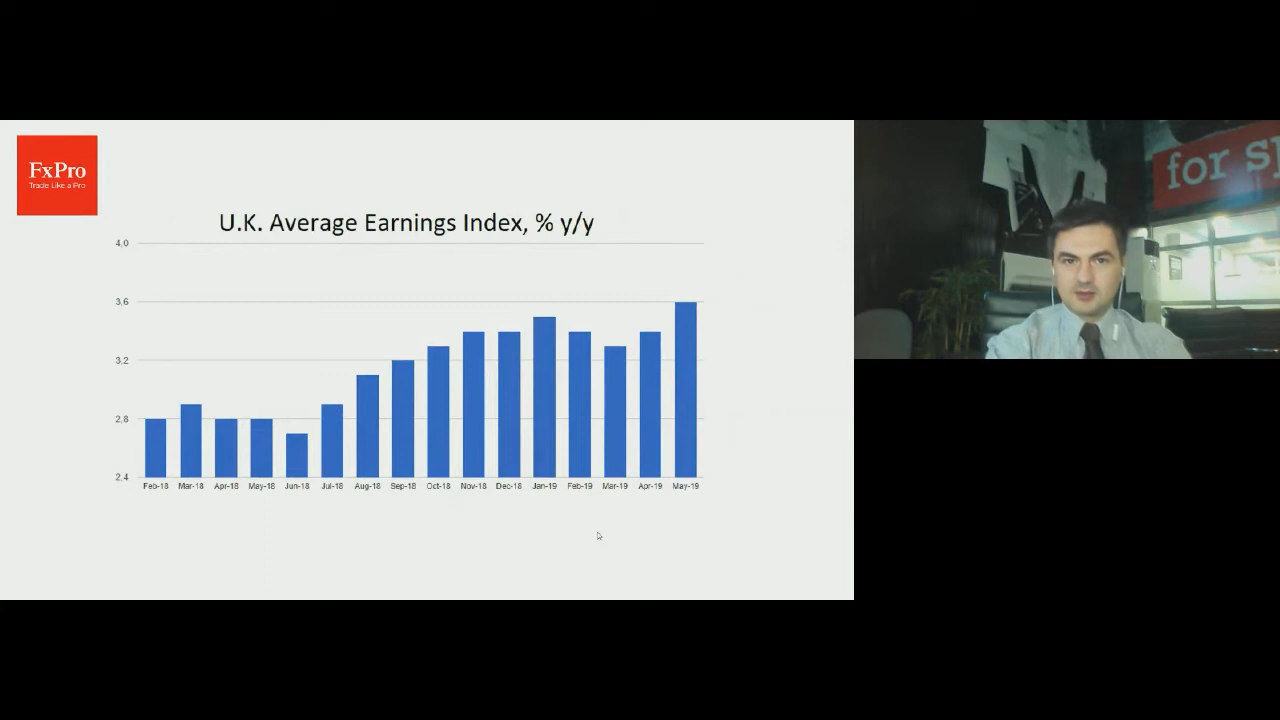 FxPro
Trade Like a Pro
U.K. Average Earnings Index, % y/y
4,0
3,6
3,2
2,8
2,4
Feb-18 Mar-18 Apr-18 May-18 Jun-18 Jul-18 Aug-18 Sep-18 Oct-18 Nov-18 Dec-18 Jan-19 Feb-19 Mar-19 Apr-19 May-19
for sp